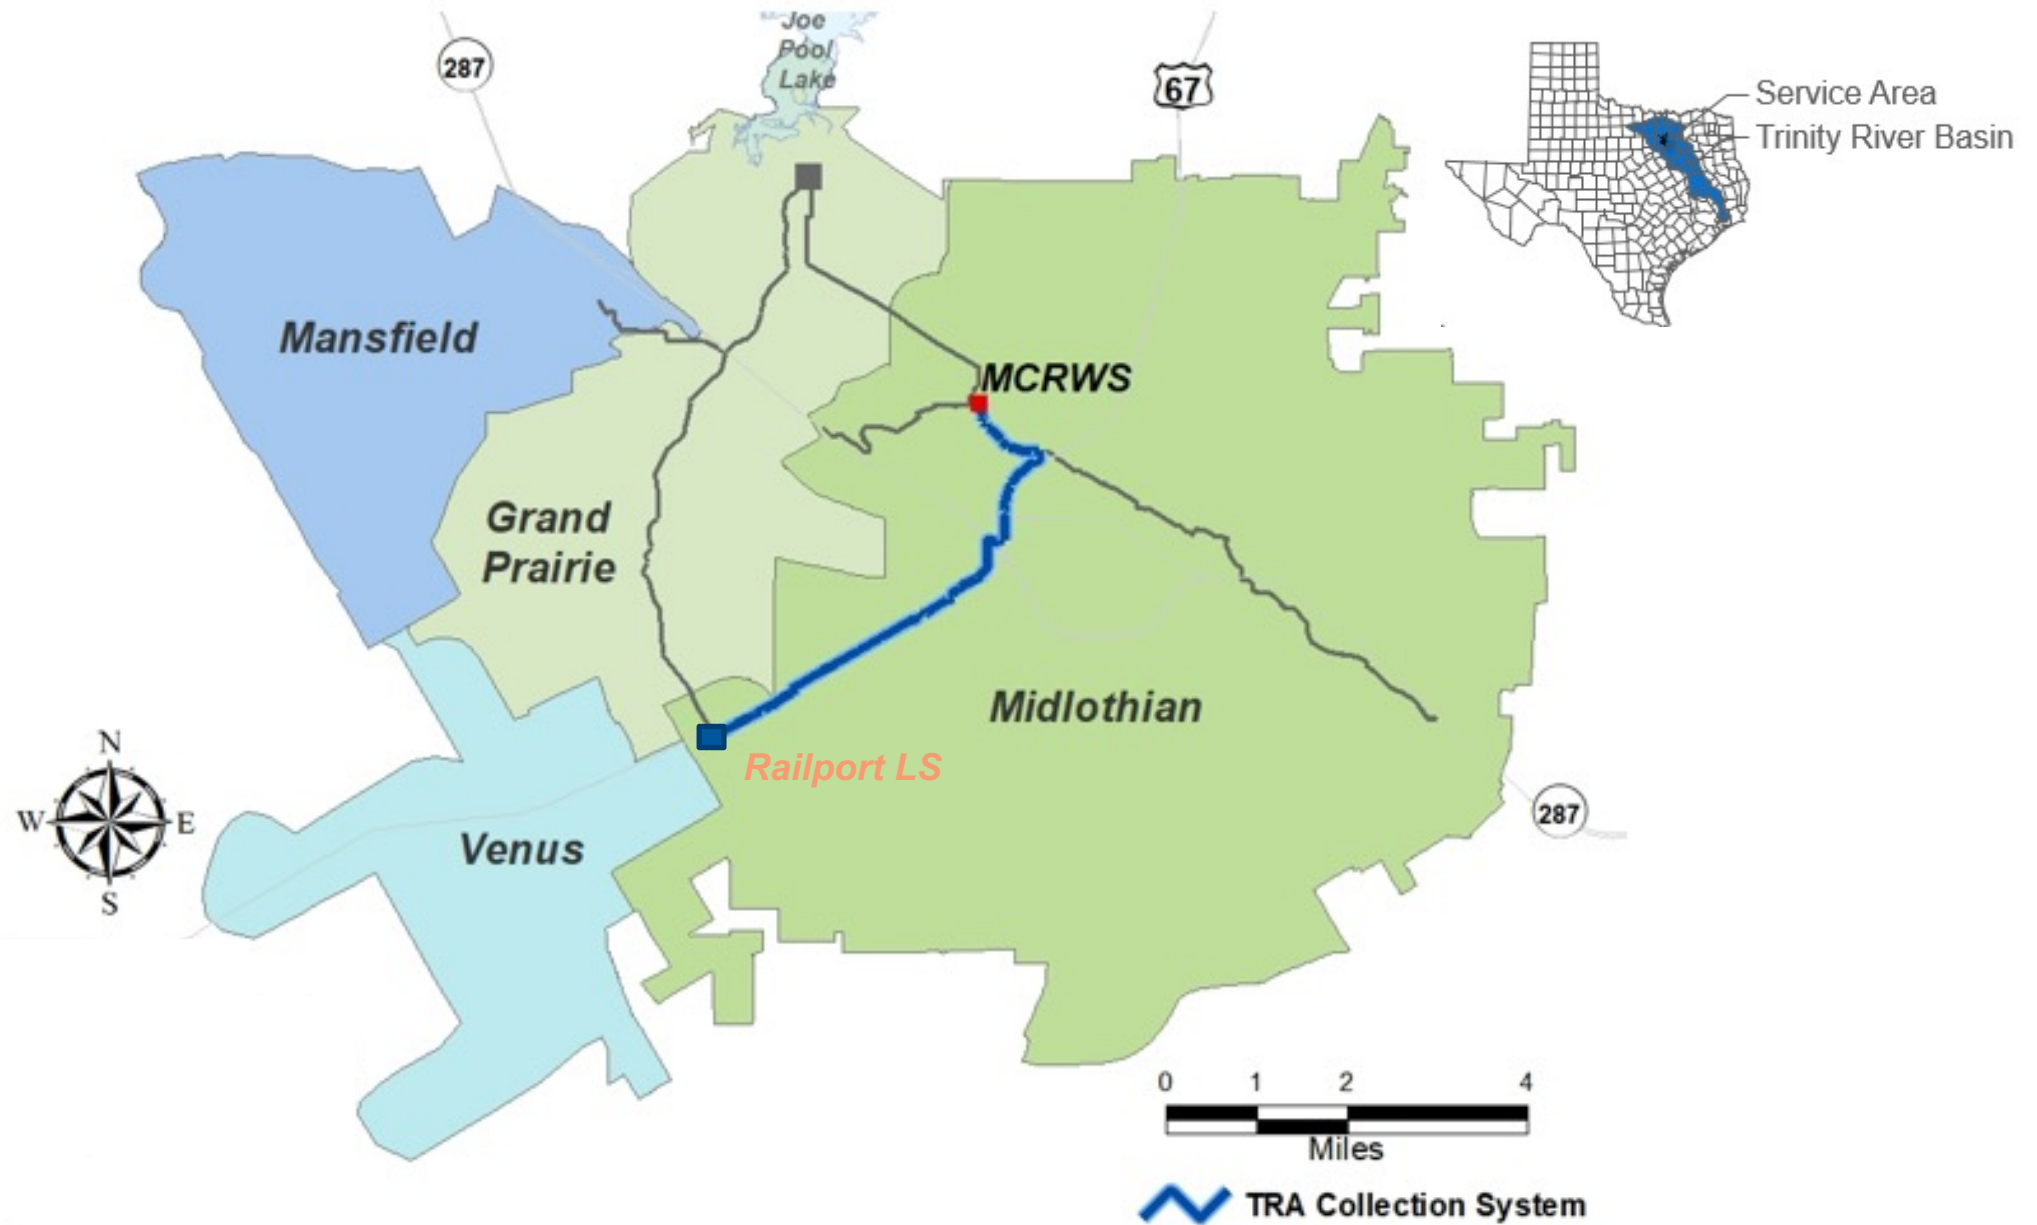 Joe
Pool
Lake
287
67
Service Area
Trinity River Basin
Mansfield
MCRWS
Grand
Prairie
Midlothian
Railport LS
N
W
E
S
287
Venus
0 1 2 4
Miles
TRA Collection System